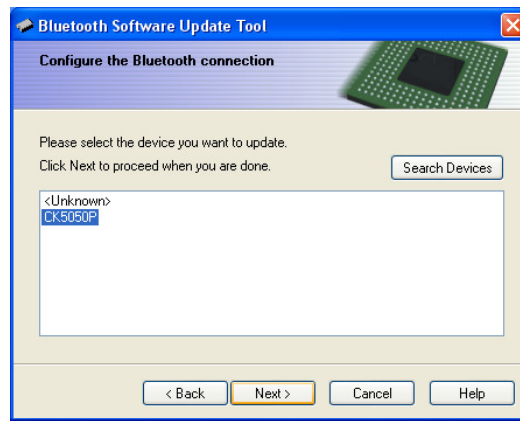 Bluetooth Software Update Tool
Configure the Bluetooth connection
Please select the device you want to update.
Click Next to proceed when you are done.
Search Devices
<Unknown>
CK5050P
< Back
Next >
Cancel
Help